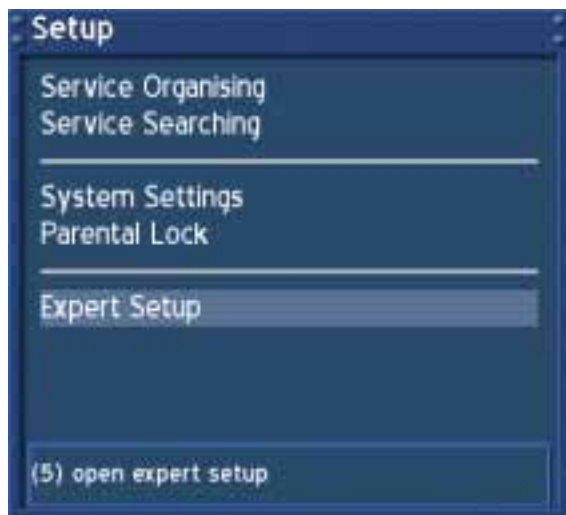 Setup
Service Organising
Service Searching
System Settings
Parental Lock
Expert Setup
(5) open expert setup